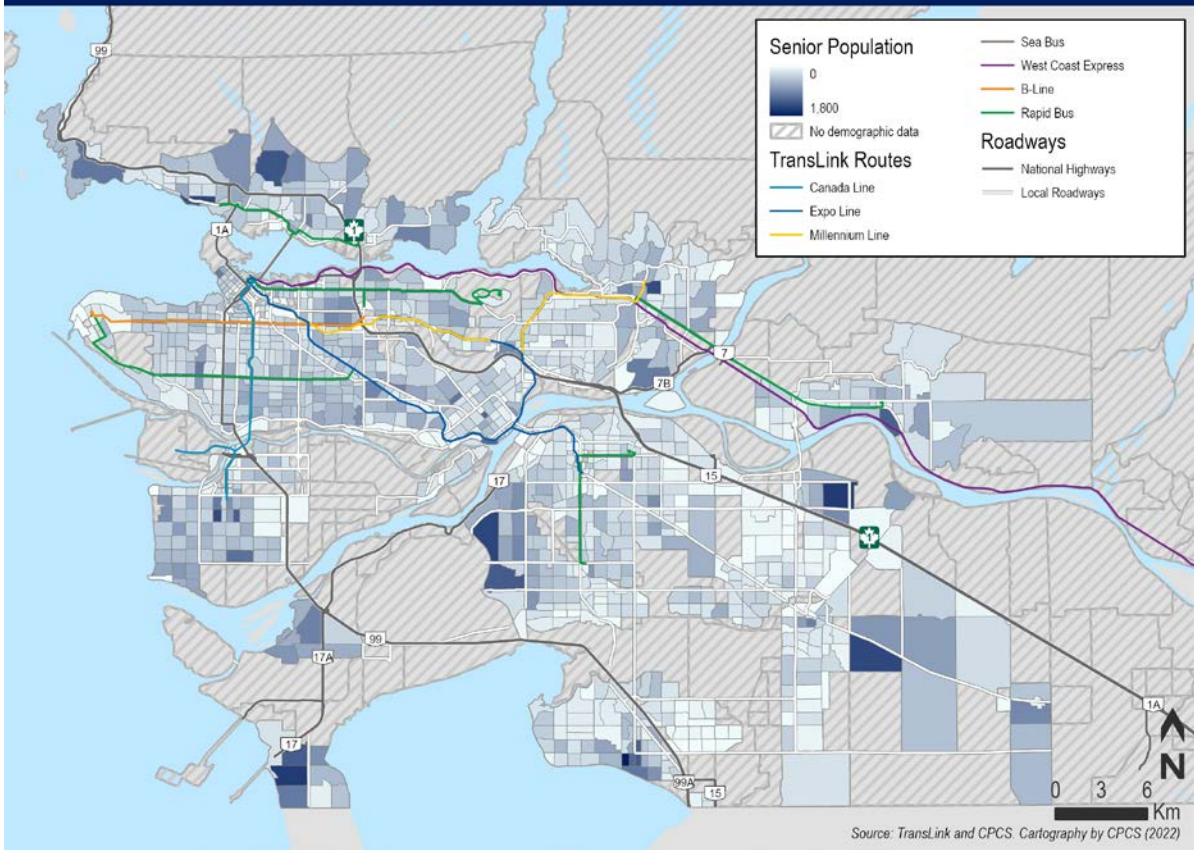 Senior Population
0
1,800
No demographic data
TransLink Routes
Canada Line
Expo Line
Millennium Line
Sea Bus
West Coast Express
B-Line
Rapid Bus
Roadways
National Highways
Local Roadways
99
1A
1
7
7B
17
15
1
99
17A
17
99A
15
1A
N
0 3 6
Km
Source: TransLink and CPCS. Cartography by CPCS (2022)